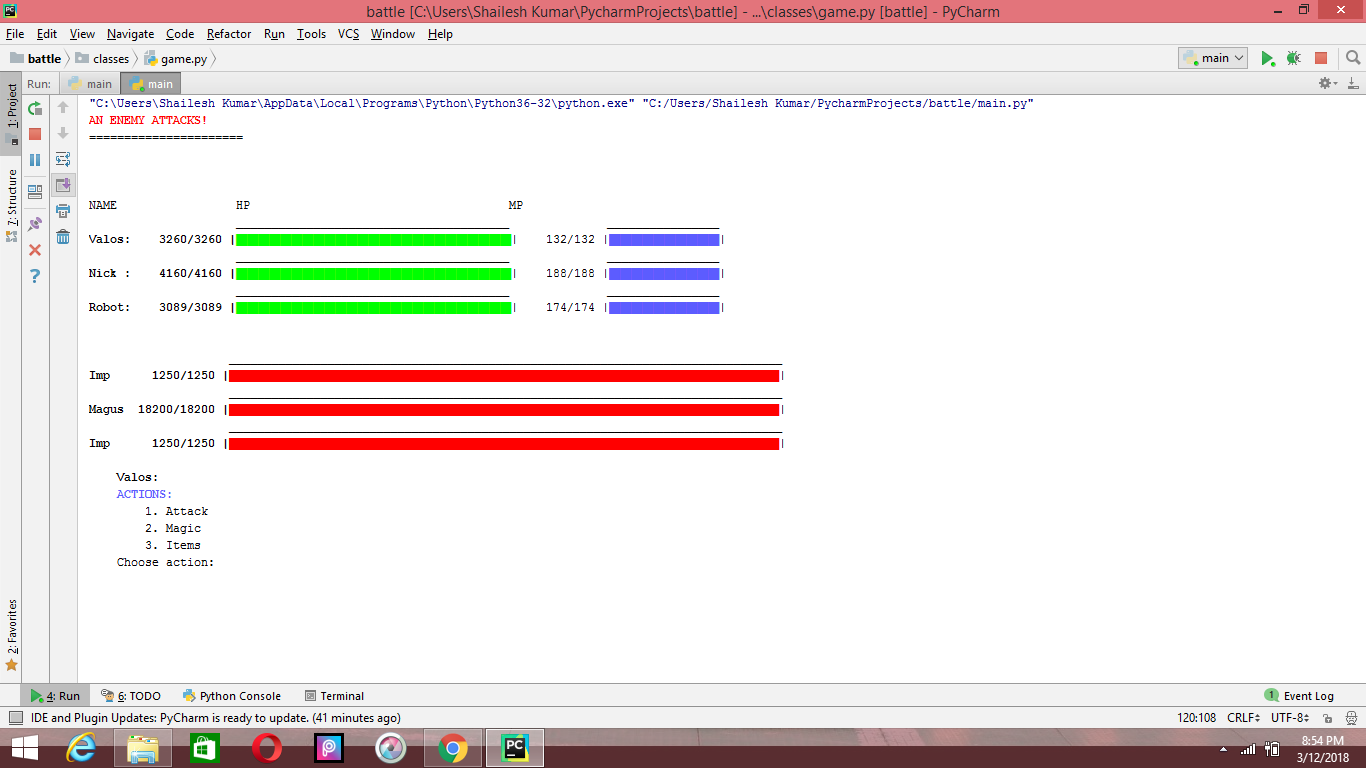 battle [C:\Users\Shailesh Kumar\PycharmProjects\battle] - ...\classes\game.py [battle] - PyCharm
File Edit View Navigate Code Refactor Run Tools VCS Window Help
battle classes game.py main
Run: main main
1: Project
7: Structure
2: Favorites
"C:\Users\Shailesh Kumar\AppData\Local\Programs\Python\Python36-32\python.exe" "C:/Users/Shailesh Kumar/PycharmProjects/battle/main.py"
AN ENEMY ATTACKS!
======================
NAME HP MP
Valos: 3260/3260 | | 132/132 | |
Nick : 4160/4160 | | 188/188 | |
Robot: 3089/3089 | | 174/174 | |
Imp 1250/1250 | |
Magus 18200/18200 | |
Imp 1250/1250 | |
Valos:
ACTIONS:
1. Attack
2. Magic
3. Items
Choose action:
4: Run 6: TODO Python Console Terminal 1 Event Log
IDE and Plugin Updates: PyCharm is ready to update. (41 minutes ago) 120:108 CRLF UTF-8
PC
8:54 PM
3/12/2018